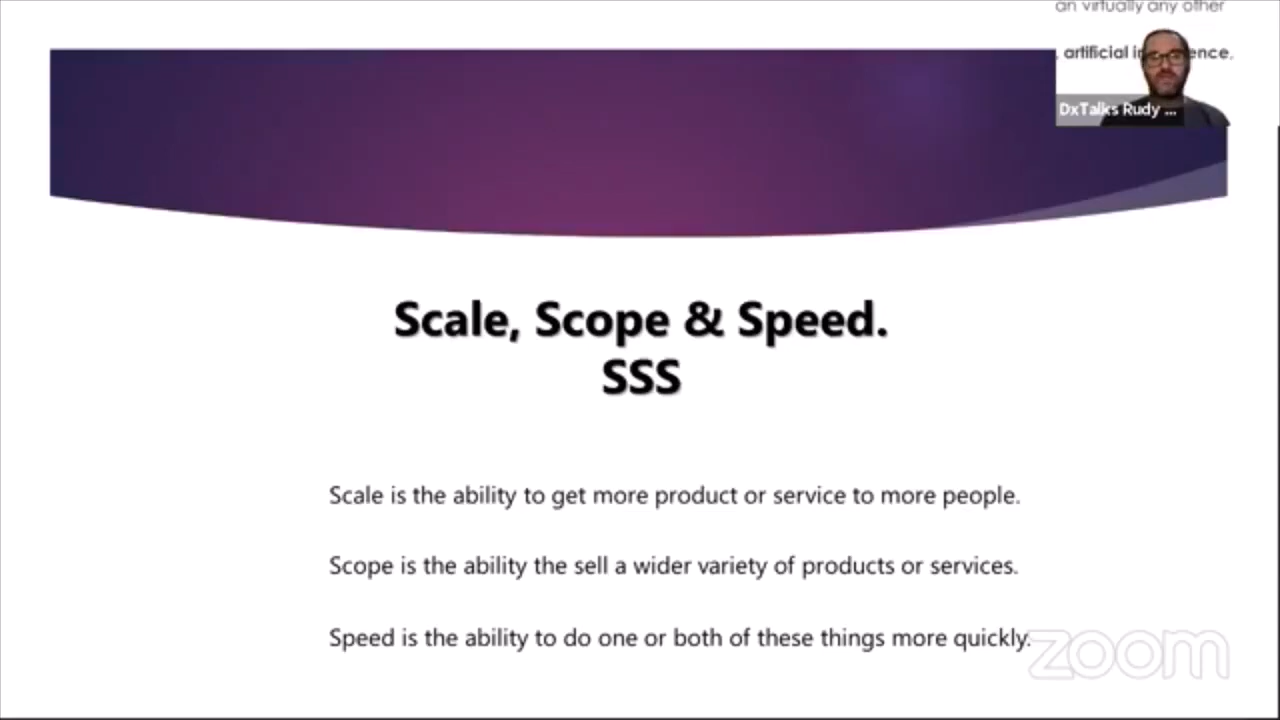 an virtually any other
artificial in ence.
DxTalks Rudy ...
Scale, Scope & Speed.
SSS
Scale is the ability to get more product or service to more people.
Scope is the ability the sell a wider variety of products or services.
Speed is the ability to do one or both of these things more quickly.
zoom